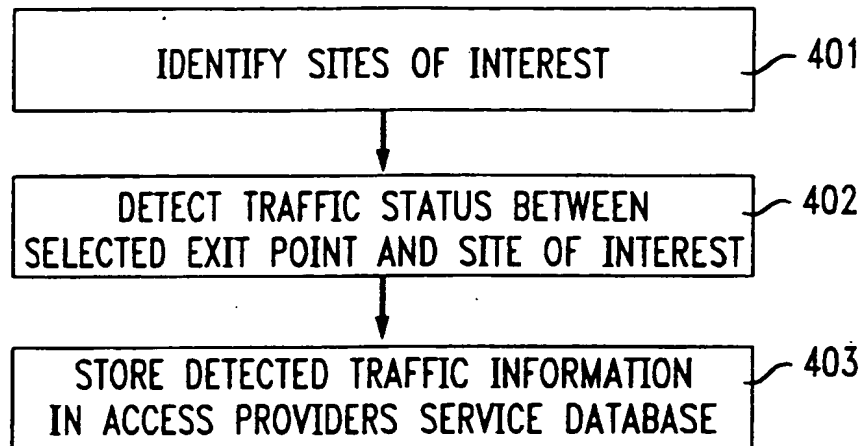 IDENTIFY SITES OF INTEREST
401
DETECT TRAFFIC STATUS BETWEEN
SELECTED EXIT POINT AND SITE OF INTEREST
402
STORE DETECTED TRAFFIC INFORMATION
IN ACCESS PROVIDERS SERVICE DATABASE
403